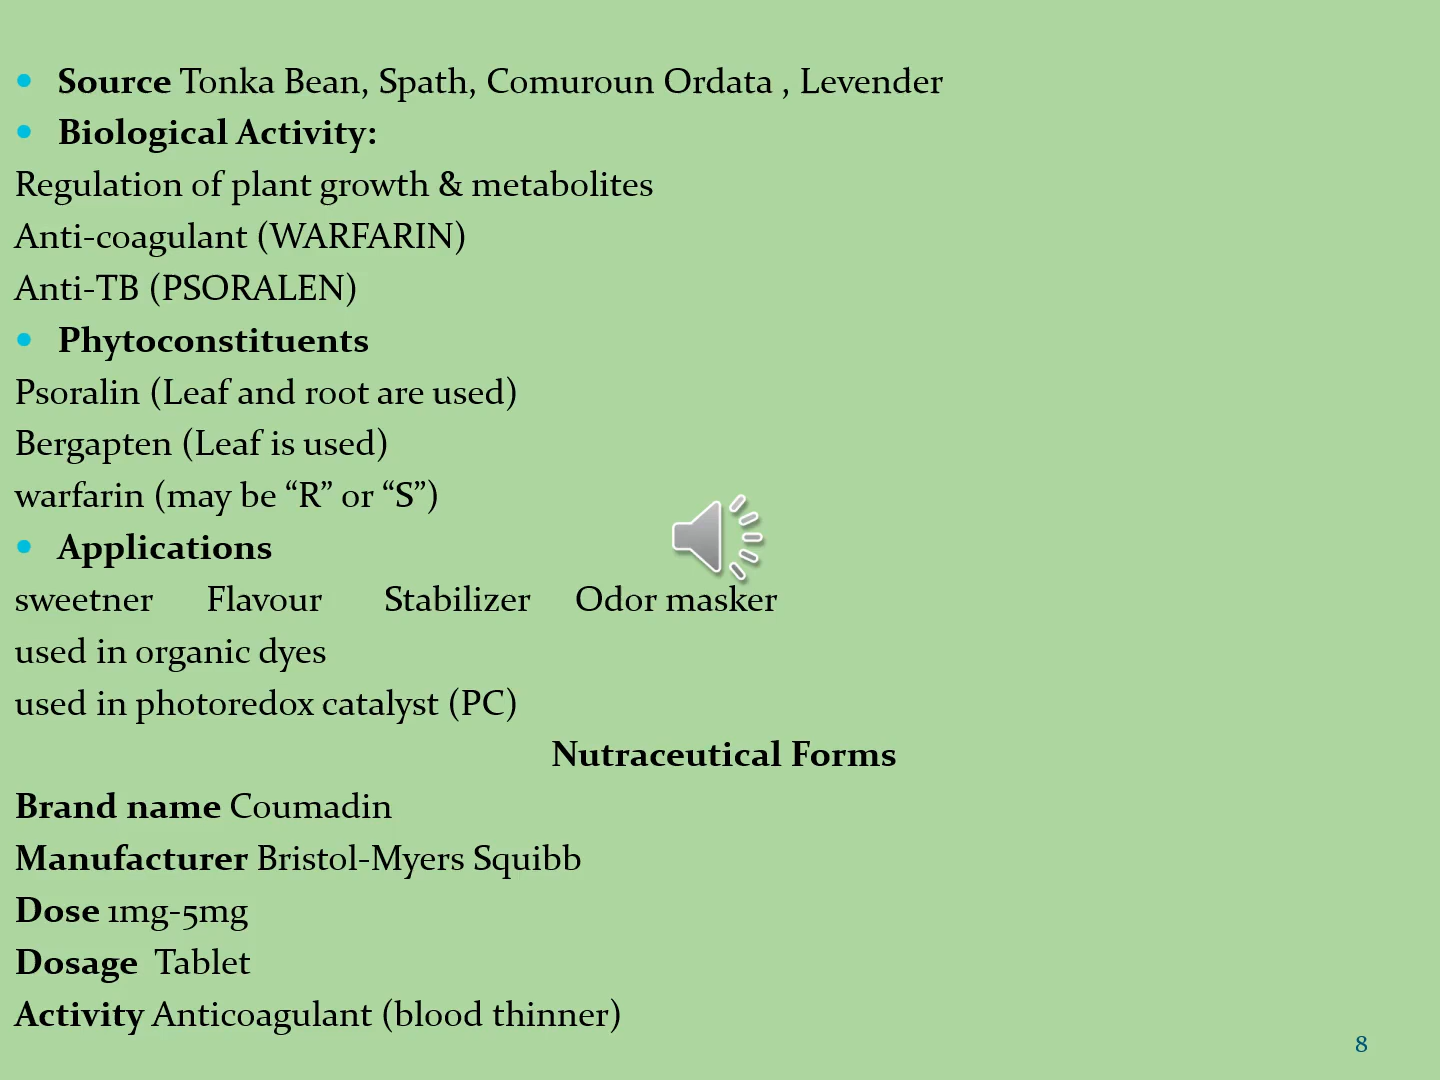 Source Tonka Bean, Spath, Comuroun Ordata , Levender
Biological Activity:
Regulation of plant growth & metabolites
Anti-coagulant (WARFARIN)
Anti-TB (PSORALEN)
Phytoconstituents
Psoralin (Leaf and root are used)
Bergapten (Leaf is used)
warfarin (may be “R” or “S”)
Applications
sweetner Flavour Stabilizer Odor masker
used in organic dyes
used in photoredox catalyst (PC)
Nutraceutical Forms
Brand name Coumadin
Manufacturer Bristol-Myers Squibb
Dose 1mg-5mg
Dosage Tablet
Activity Anticoagulant (blood thinner)
8